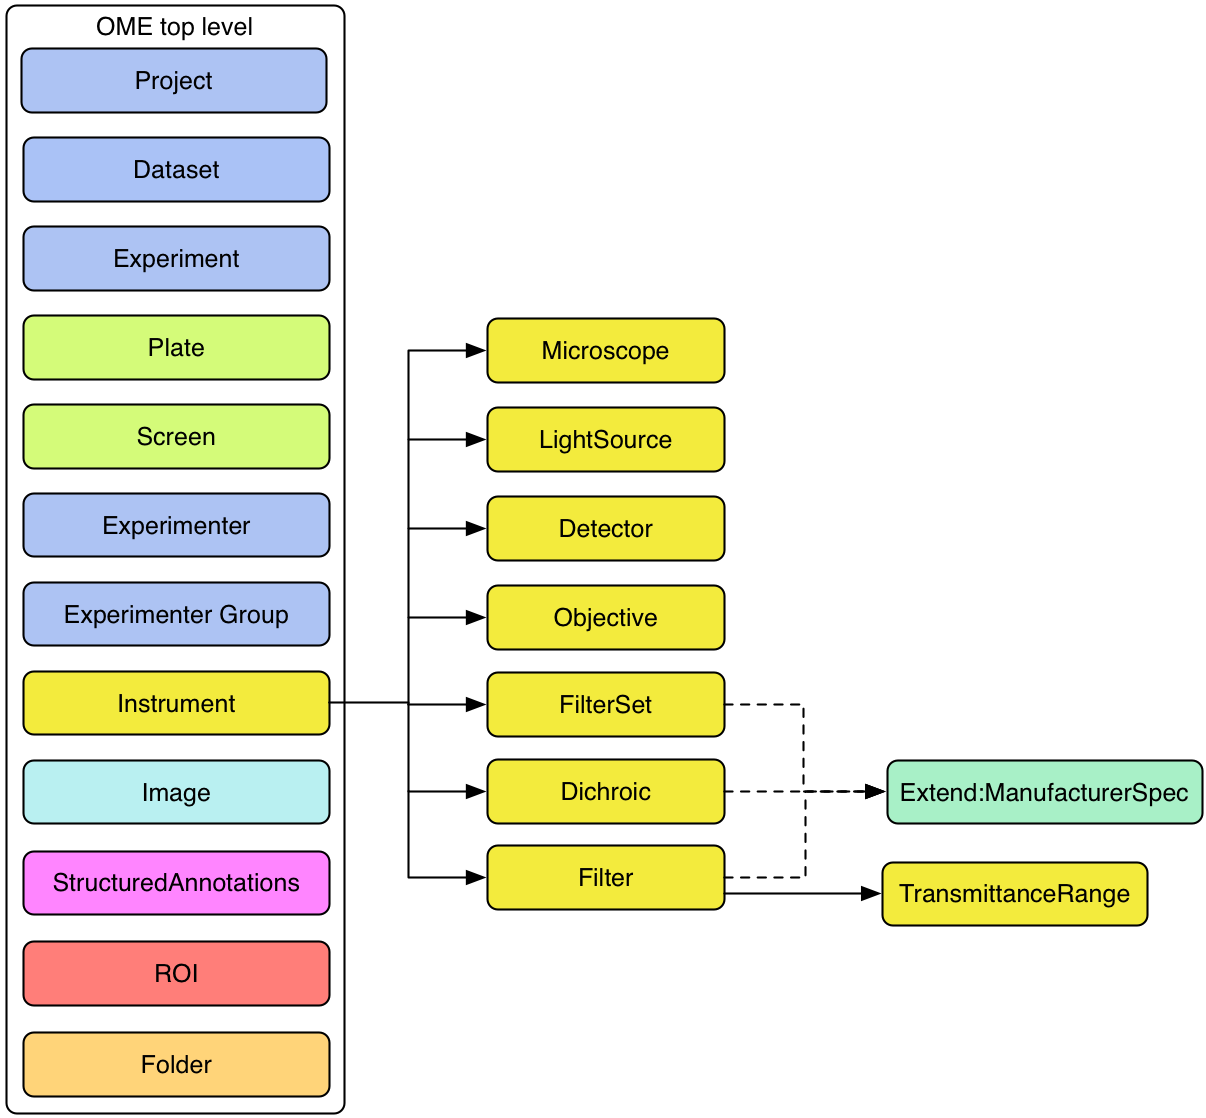 OME top level
Project
Dataset
Experiment
Plate
Screen
Experimenter
Experimenter Group
Instrument
Image
StructuredAnnotations
ROI
Folder
Microscope
LightSource
Detector
Objective
FilterSet
Dichroic
Filter
Extend:ManufacturerSpec
TransmittanceRange